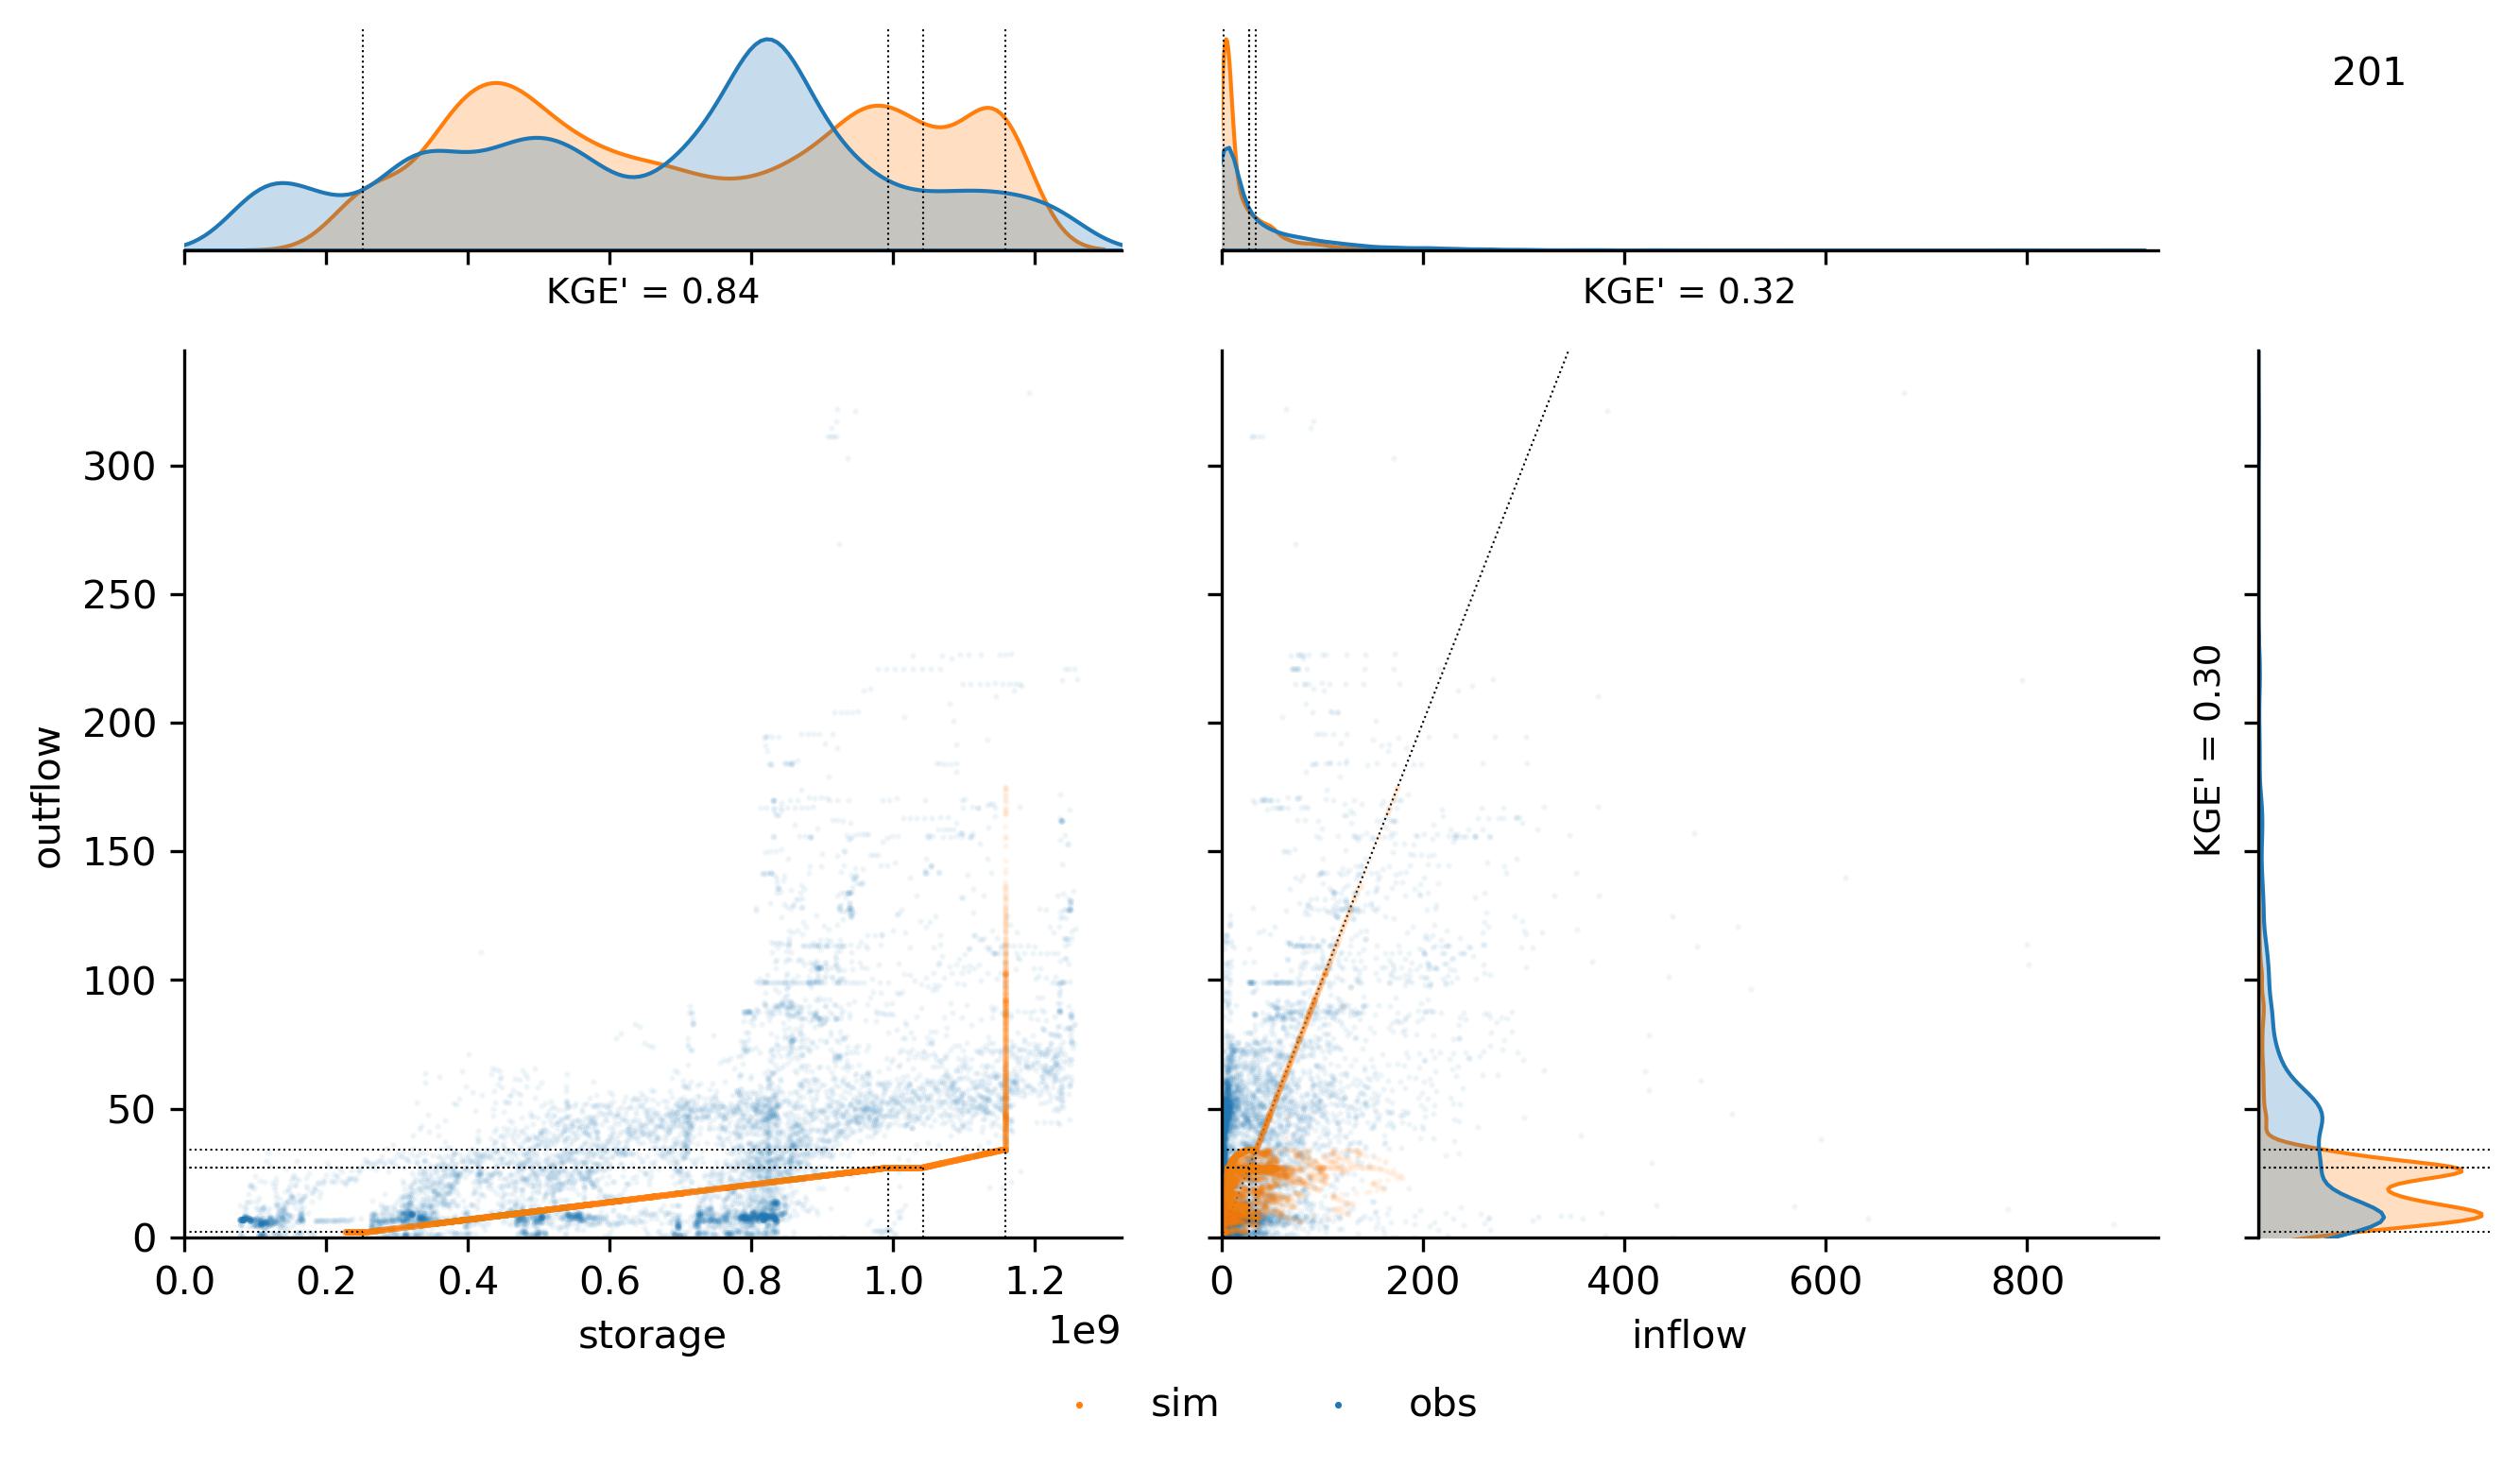 201
KGE' = 0.84
KGE' = 0.32
300
250
200
150
100
50
0
outflow
KGE' = 0.30
0.0 0.2 0.4 0.6 0.8 1.0 1.2
0 200 400 600 800
1e9
storage
inflow
sim obs